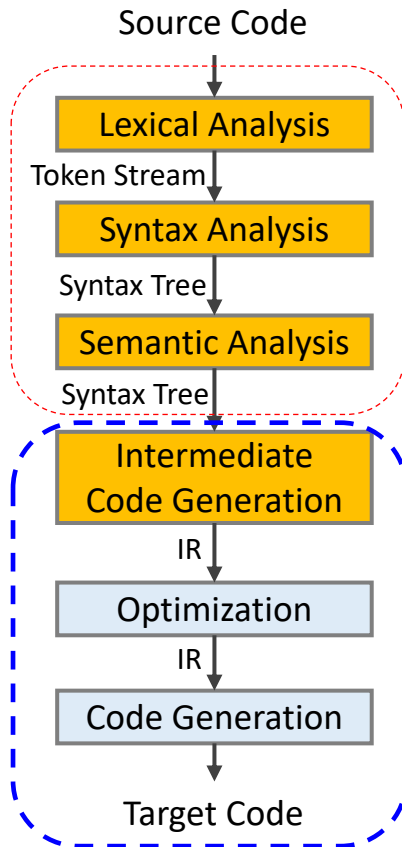 Source Code
Lexical Analysis
Token Stream
Syntax Analysis
Syntax Tree
Semantic Analysis
Syntax Tree
Intermediate
Code Generation
IR
Optimization
IR
Code Generation
Target Code